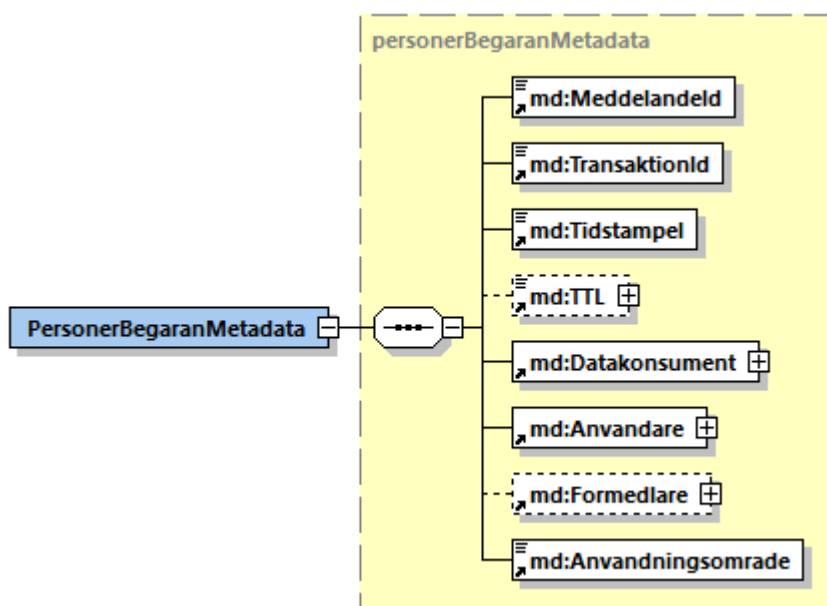 personerBegaranMetadata
md:MeddelandeId
md:TransaktionId
md:Tidstampel
md:TTL
PersonerBegaranMetadata
md:Datakonsument
md:Anvandare
md:Formedlare
md:Anvandningsomrade